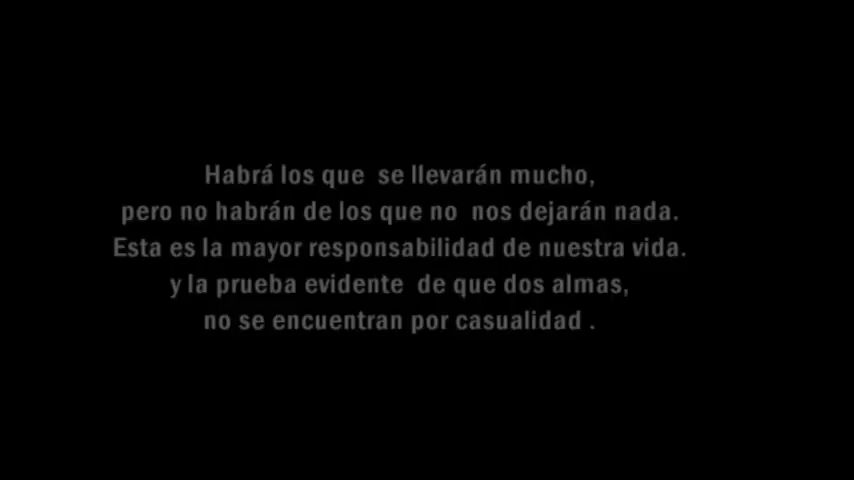 Habrá los que se llevarán mucho,
pero no habrán de los que no nos dejarán nada.
Esta es la mayor responsabilidad de nuestra vida.
y la prueba evidente de que dos almas,
no se encuentran por casualidad .